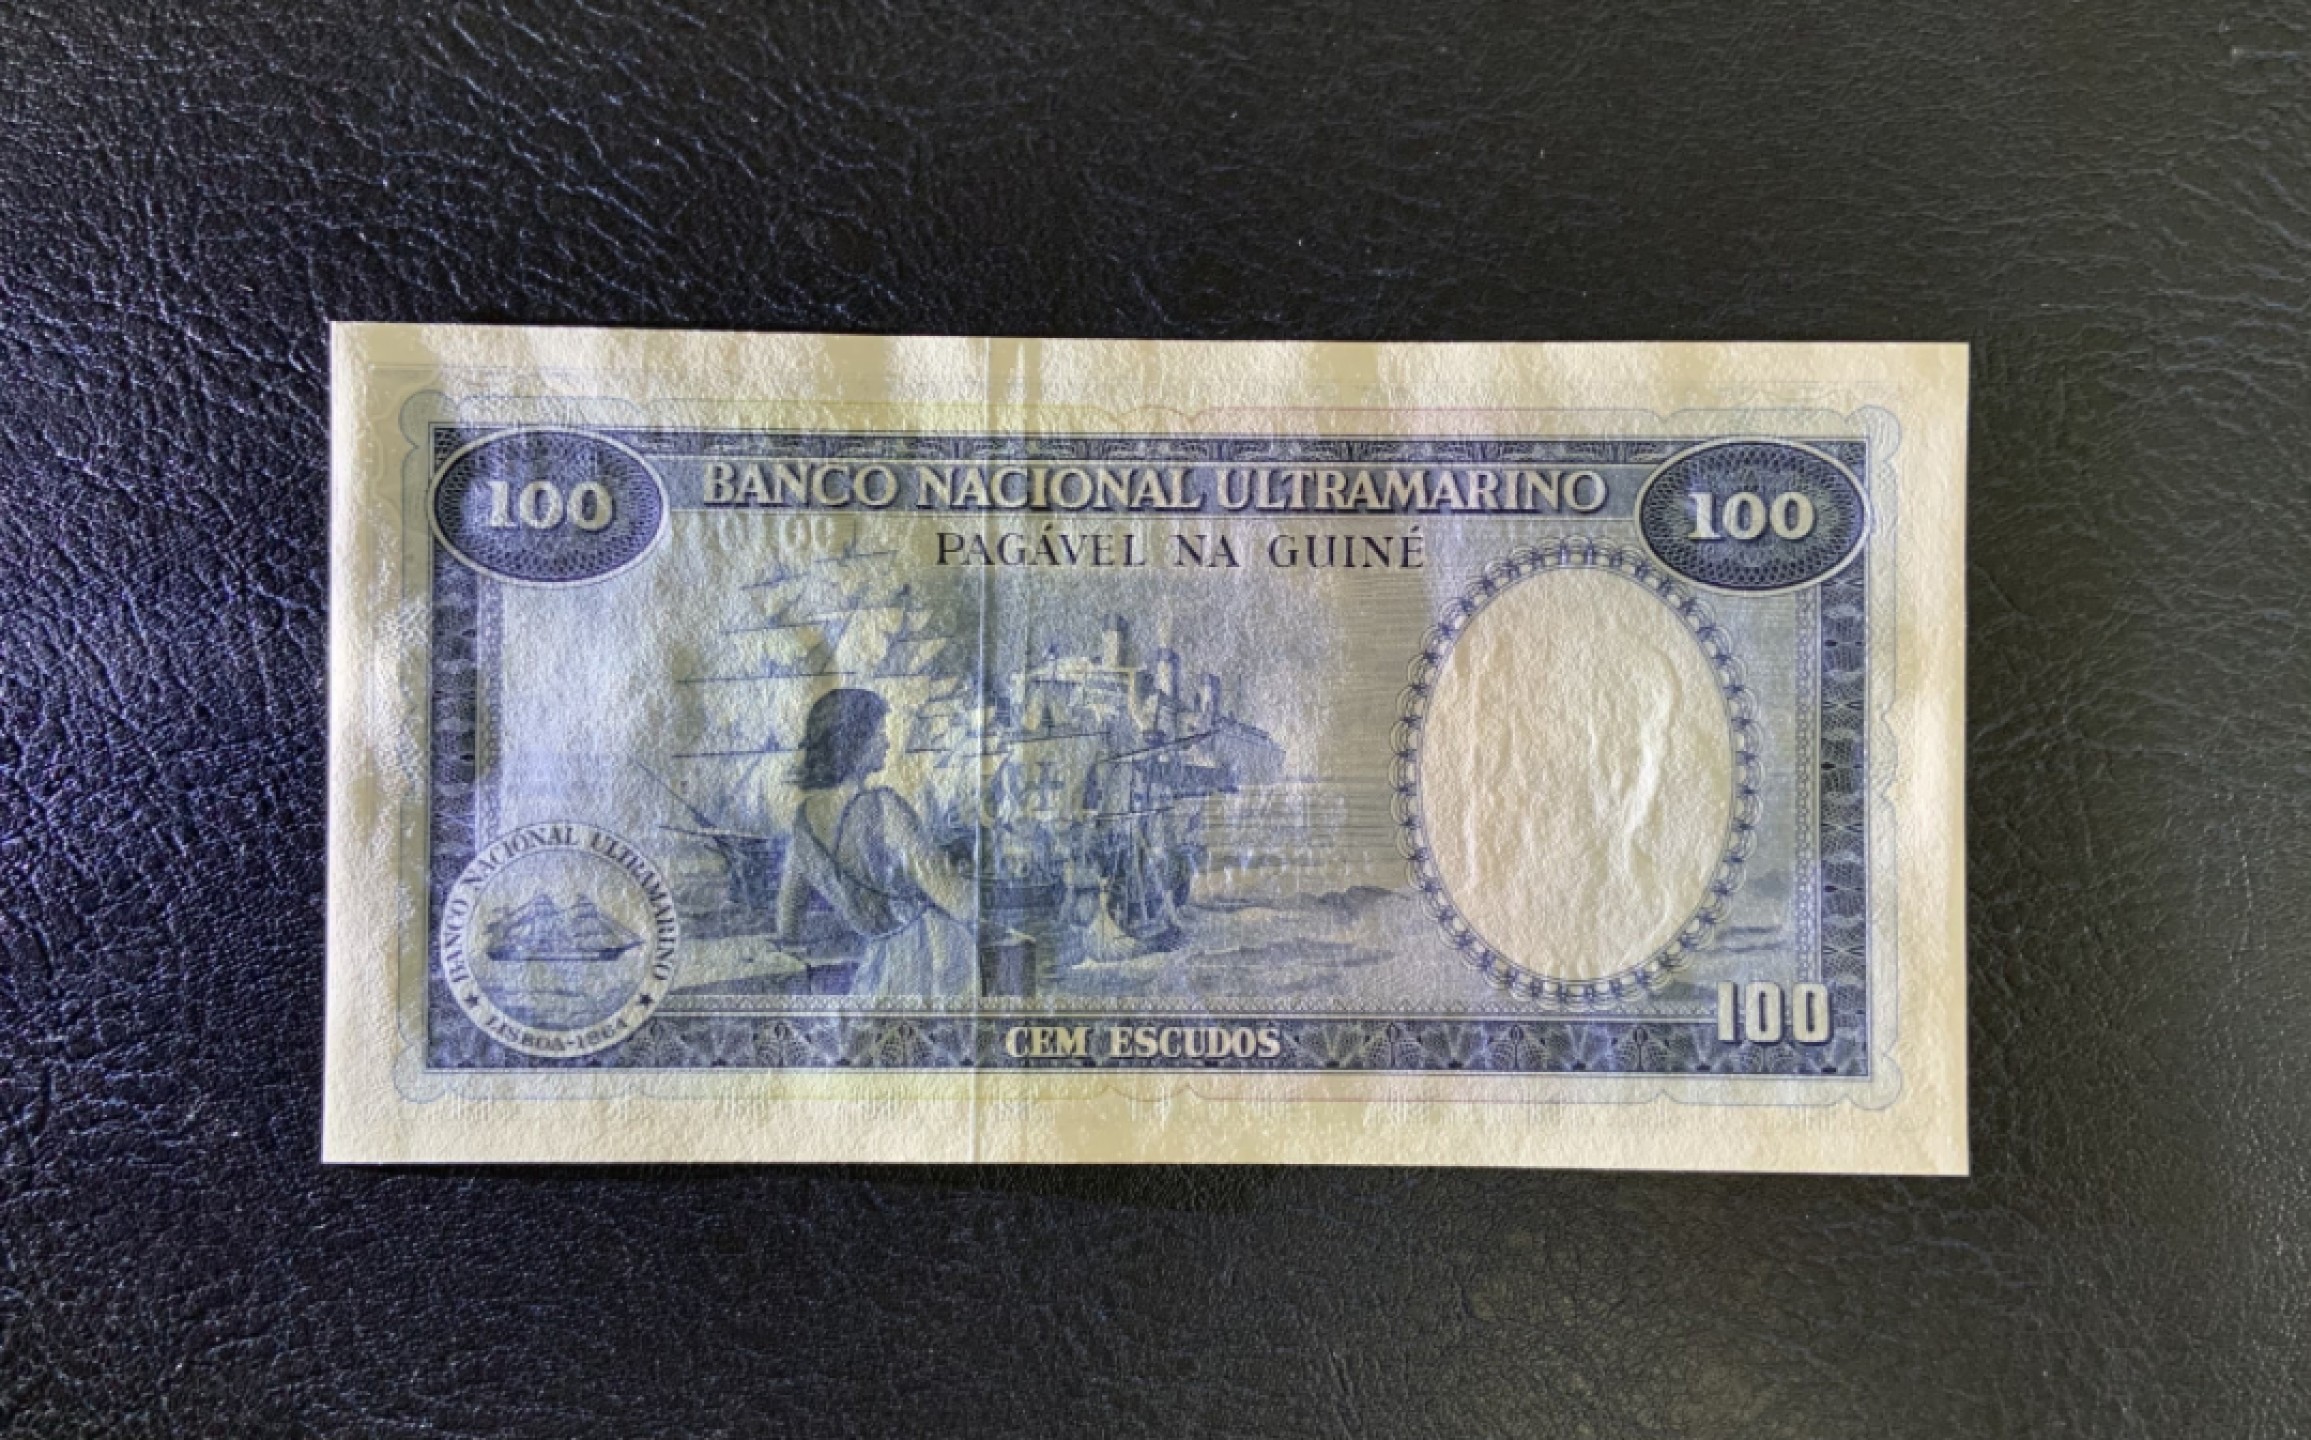 100 BANCO NACIONAL ULTRAMARINO 100
PAGÁVEL NA GUINÉ
BANCO NACIONAL ULTRAMARINO
LISBOA-1864
CEM ESCUDOS
100